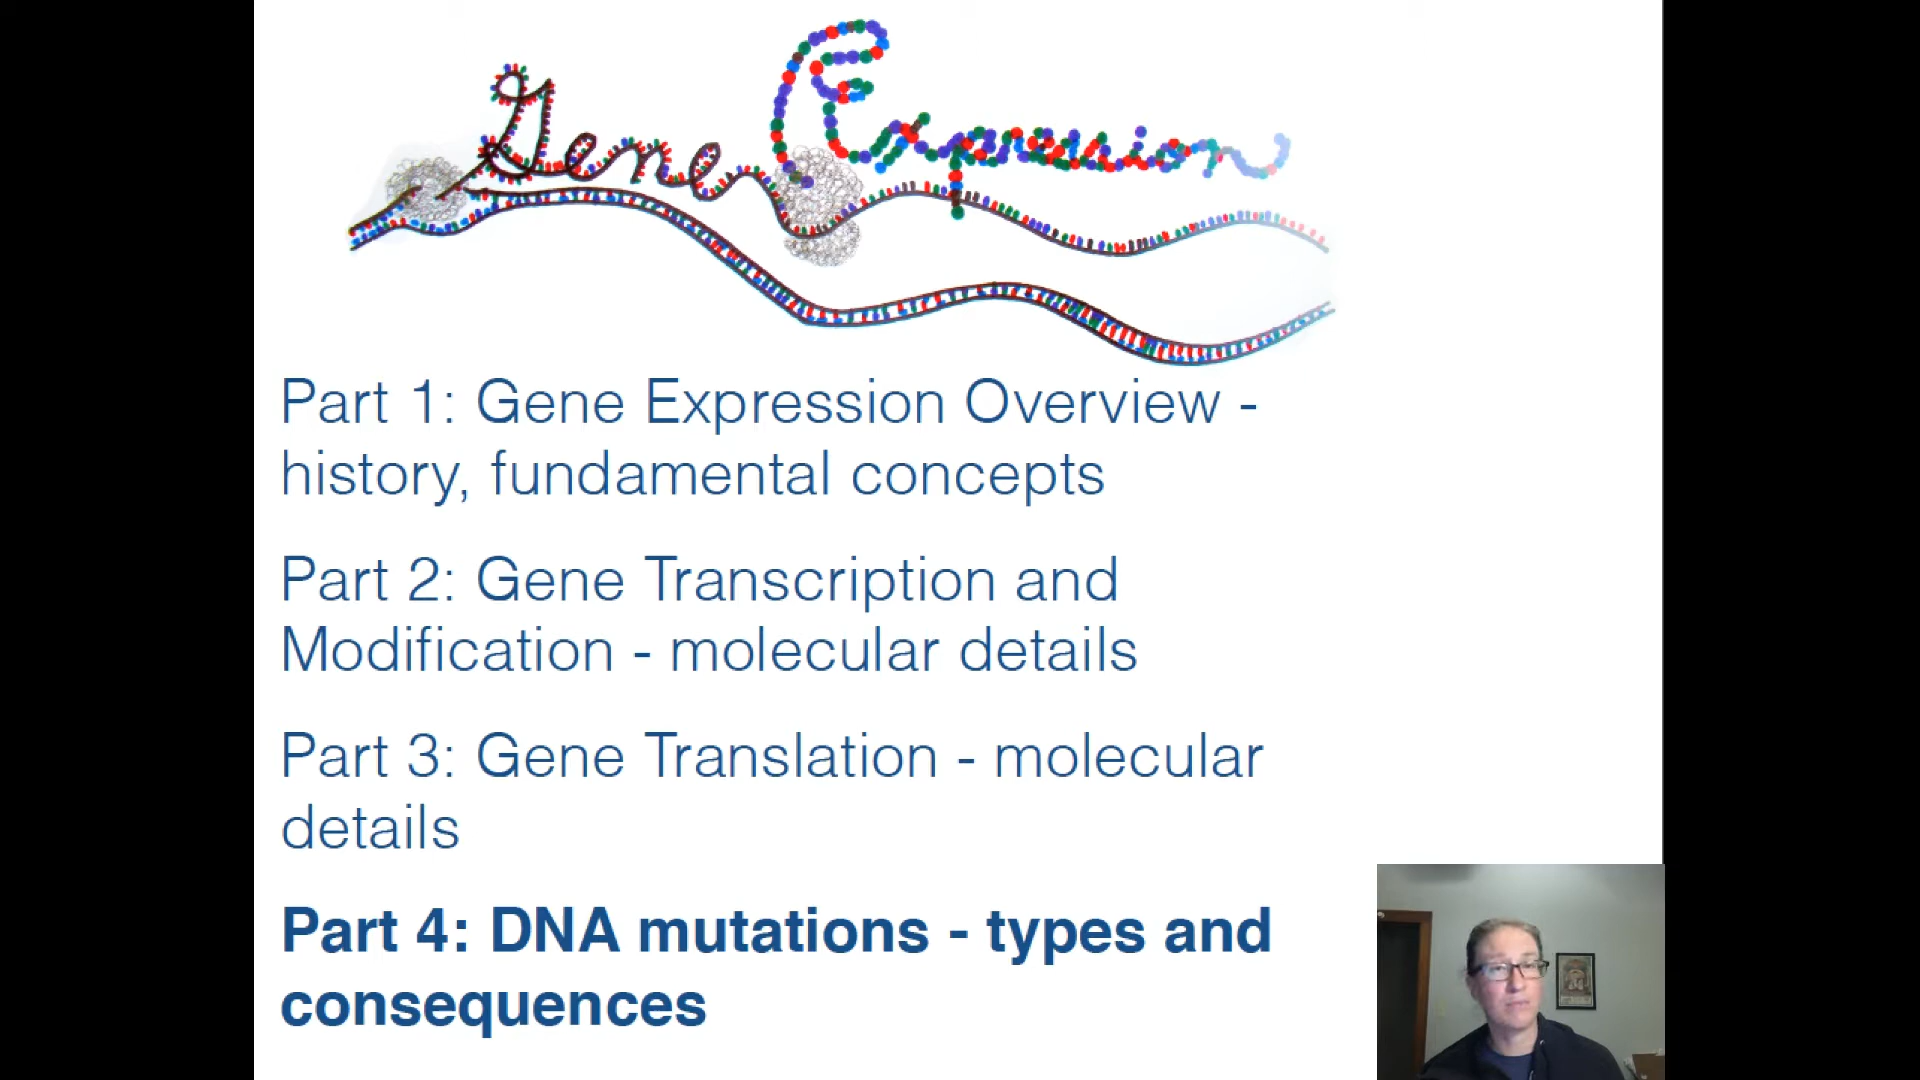 Gene Expression
Part 1: Gene Expression Overview -
history, fundamental concepts
Part 2: Gene Transcription and
Modification - molecular details
Part 3: Gene Translation - molecular
details
Part 4: DNA mutations - types and
consequences